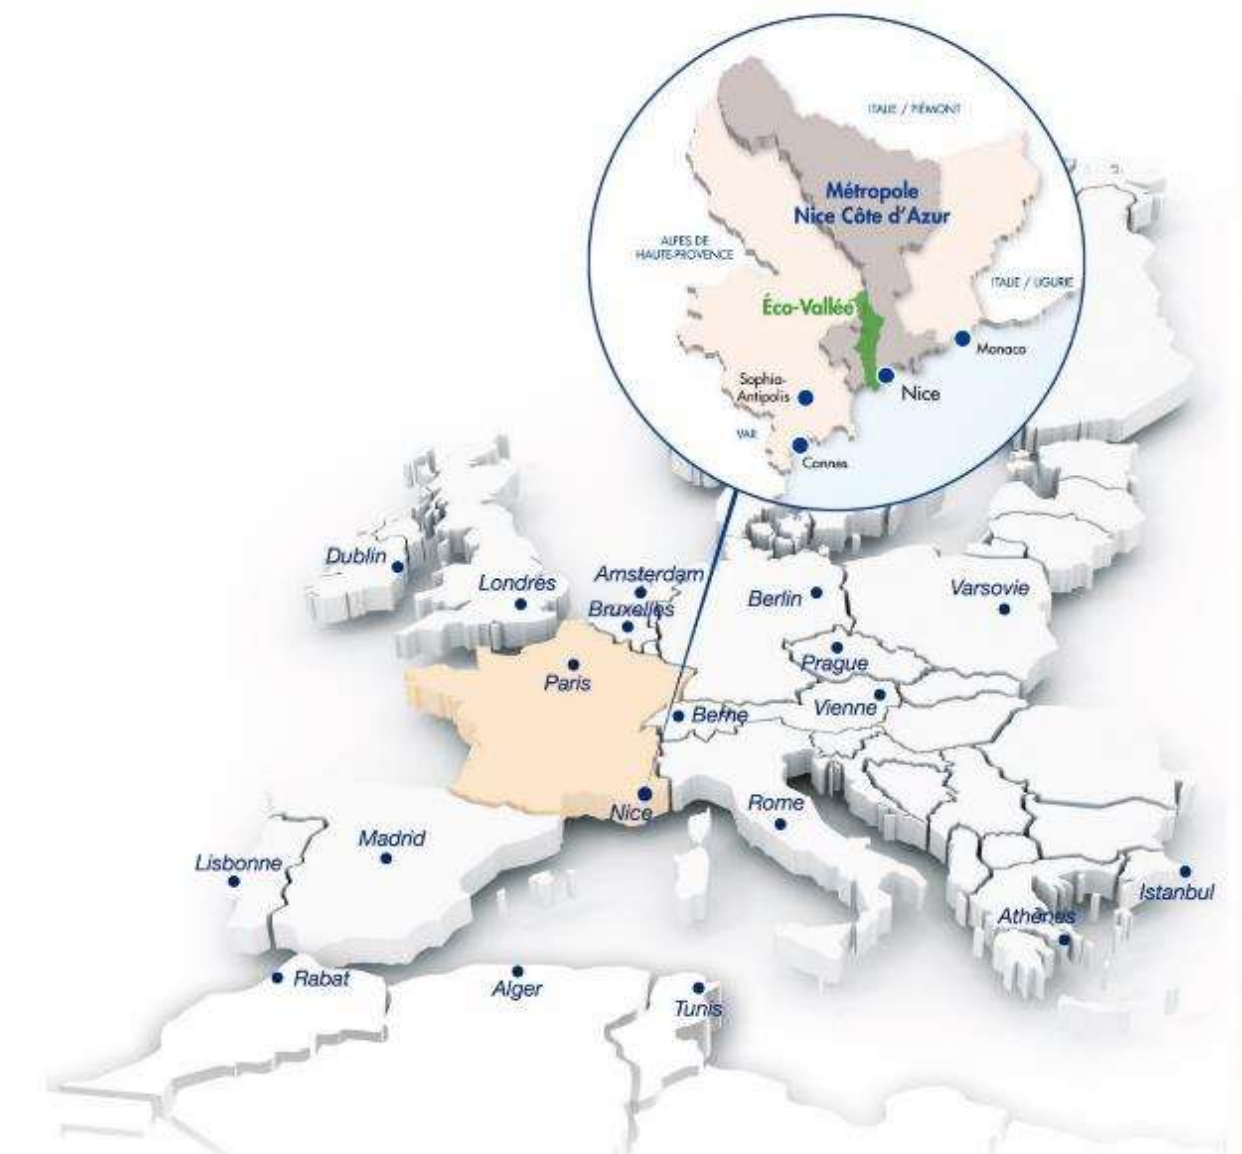 ITALIE / PIÉMONT
Métropole
Nice Côte d'Azur
ALPES DE
HAUTE-PROVENCE
ITALIE / LIGURIE
Éco-Vallée
Monaco
Sophia-
Antipolis
Nice
VAR
Cannes
Dublin
Londres
Amsterdam
Bruxelles
Berlin
Varsovie
Prague
Paris
Vienne
Berne
Nice
Rome
Madrid
Lisbonne
Istanbul
Athènes
Rabat
Alger
Tunis